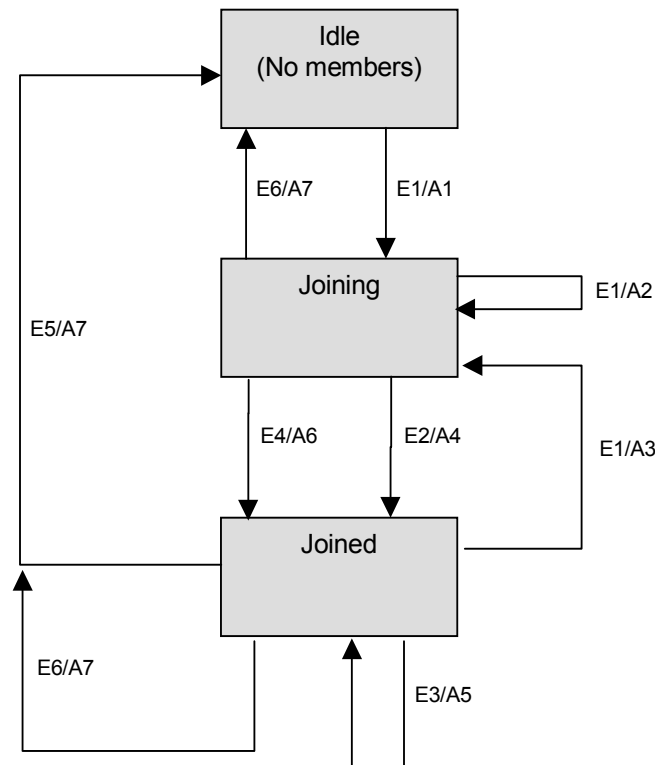 Idle
(No members)
E6/A7
E1/A1
Joining
E1/A2
E5/A7
E4/A6
E2/A4
E1/A3
Joined
E6/A7
E3/A5